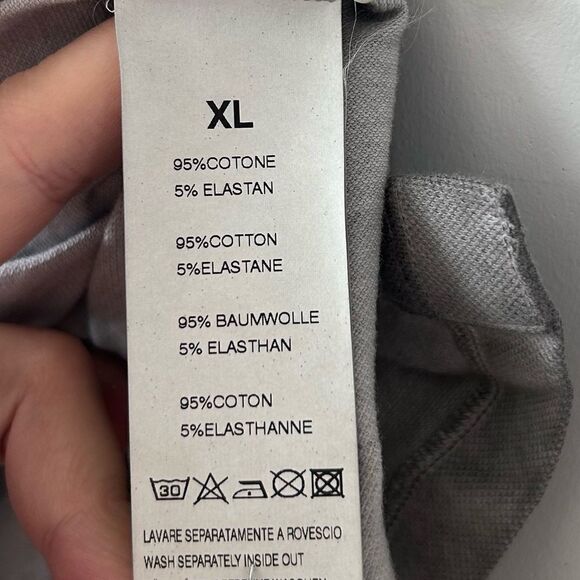 XL
95%COTONE
5% ELASTAN
95%COTTON
5%ELASTANE
95% BAUMWOLLE
5% ELASTHAN
95%COTON
5%ELASTHANNE
30
LAVARE SEPARATAMENTE A ROVESCIO
WASH SEPARATELY INSIDE OUT